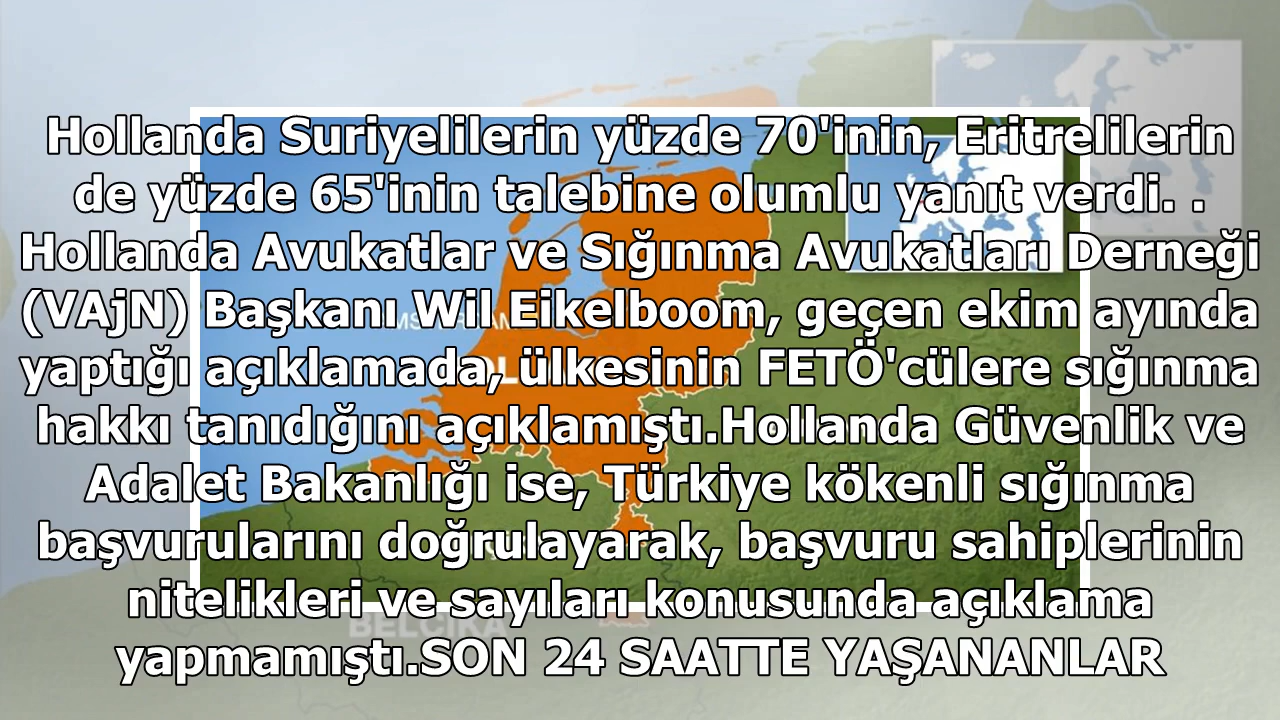 Hollanda Suriyelilerin yüzde 70'inin, Eritrelilerin
de yüzde 65'inin talebine olumlu yanıt verdi. .
Hollanda Avukatlar ve Sığınma Avukatları Derneği
(VAjN) Başkanı Wil Eikelboom, geçen ekim ayında
yaptığı açıklamada, ülkesinin FETÖ'cülere sığınma
hakkı tanıdığını açıklamıştı.Hollanda Güvenlik ve
Adalet Bakanlığı ise, Türkiye kökenli sığınma
başvurularını doğrulayarak, başvuru sahiplerinin
nitelikleri ve sayıları konusunda açıklama
BELÇİKA
yapmamıştı.SON 24 SAATTE YAŞANANLAR